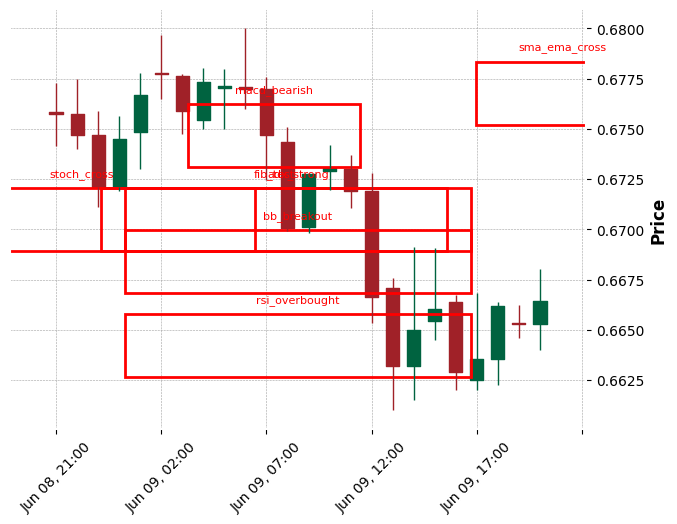 sma_ema_cross
macd_bearish
stoch_cross
bb_breakout
rsi_overbought
0.6800
0.6775
0.6750
0.6725
0.6700
0.6675
0.6650
0.6625
Price
Jun 08, 21:00
Jun 09, 02:00
Jun 09, 07:00
Jun 09, 12:00
Jun 09, 17:00